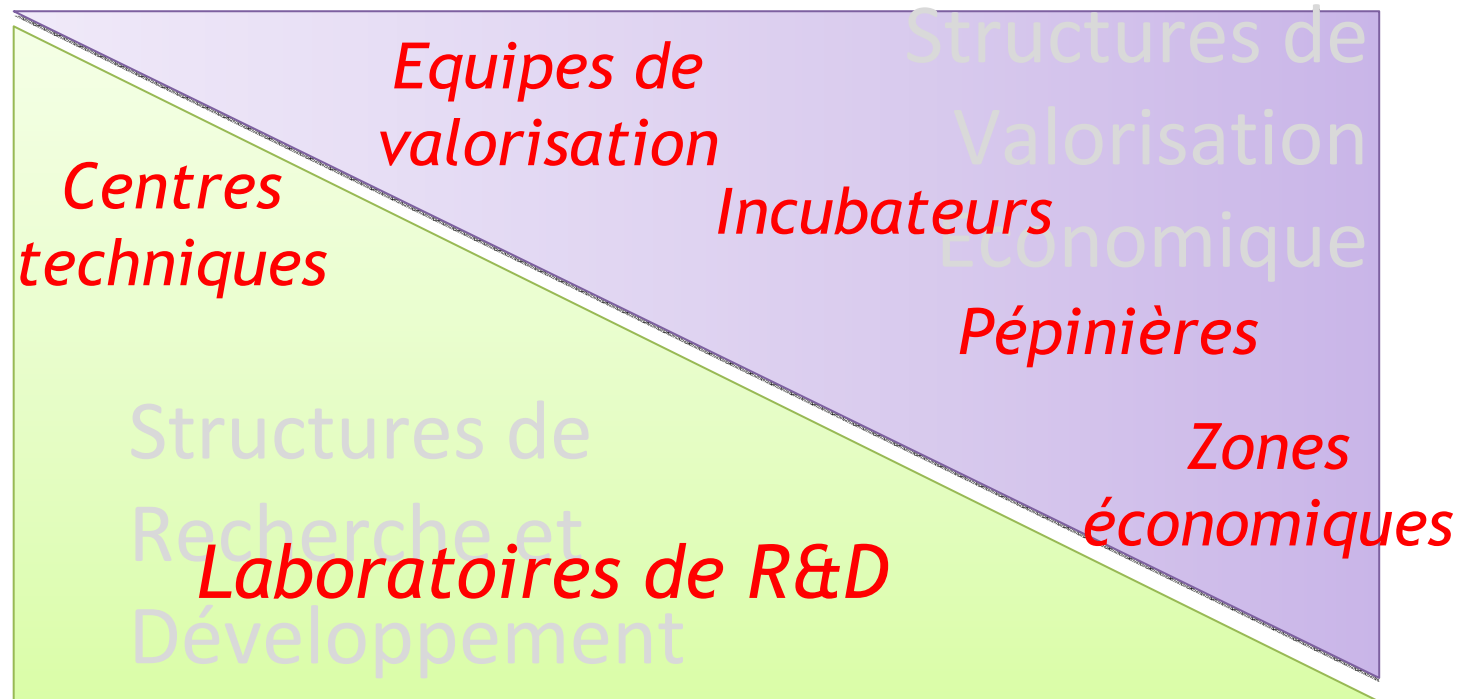 Structures de
Valorisation
Economique
Equipes de
valorisation
Incubateurs
Pépinières
Zones
économiques
Centres
techniques
Structures de
Recherche et
Développement
Laboratoires de R&D